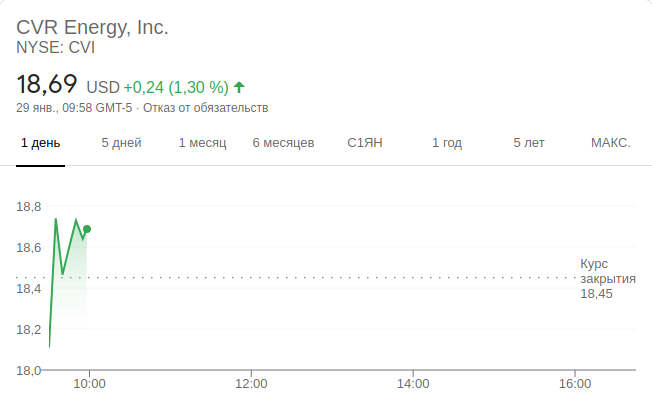 CVR Energy, Inc.
NYSE: CVI
18,69 USD +0,24 (1,30 %)
29 янв., 09:58 GMT-5 · Отказ от обязательств
1 день 5 дней 1 месяц 6 месяцев С1ЯН 1 год 5 лет МАКС.
18,8
18,6
Курс
закрытия
18,45
18,4
18,2
18,0
10:00 12:00 14:00 16:00